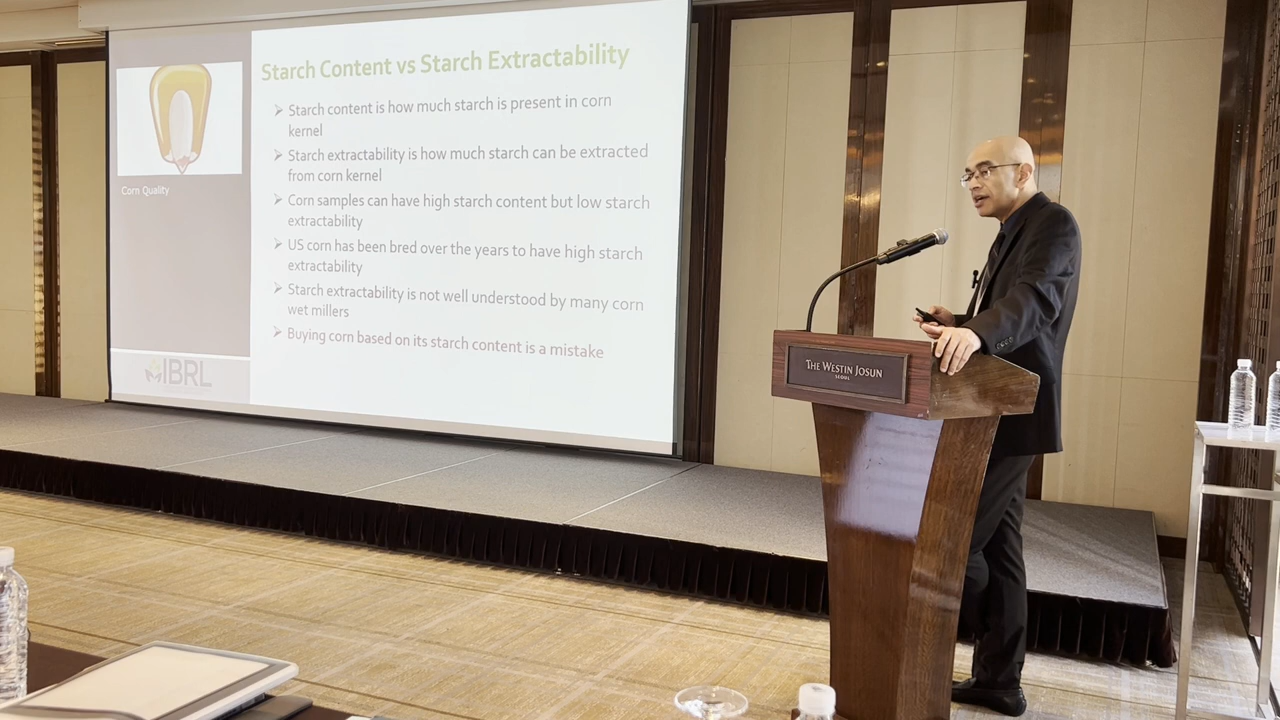 Starch Content vs Starch Extractability
Starch content is how much starch is present in corn
kernel
Starch extractability is how much starch can be extracted
from corn kernel
Corn samples can have high starch content but low starch
extractability
US corn has been bred over the years to have high starch
extractability
Starch extractability is not well understood by many corn
wet millers
Buying corn based on its starch content is a mistake
Corn Quality
IBRL
THE WESTIN JOSUN
SEOUL